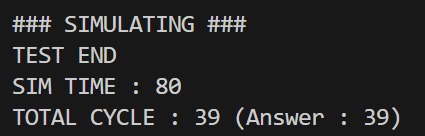 ### SIMULATING ###
TEST END
SIM TIME : 80
TOTAL CYCLE : 39 (Answer : 39)